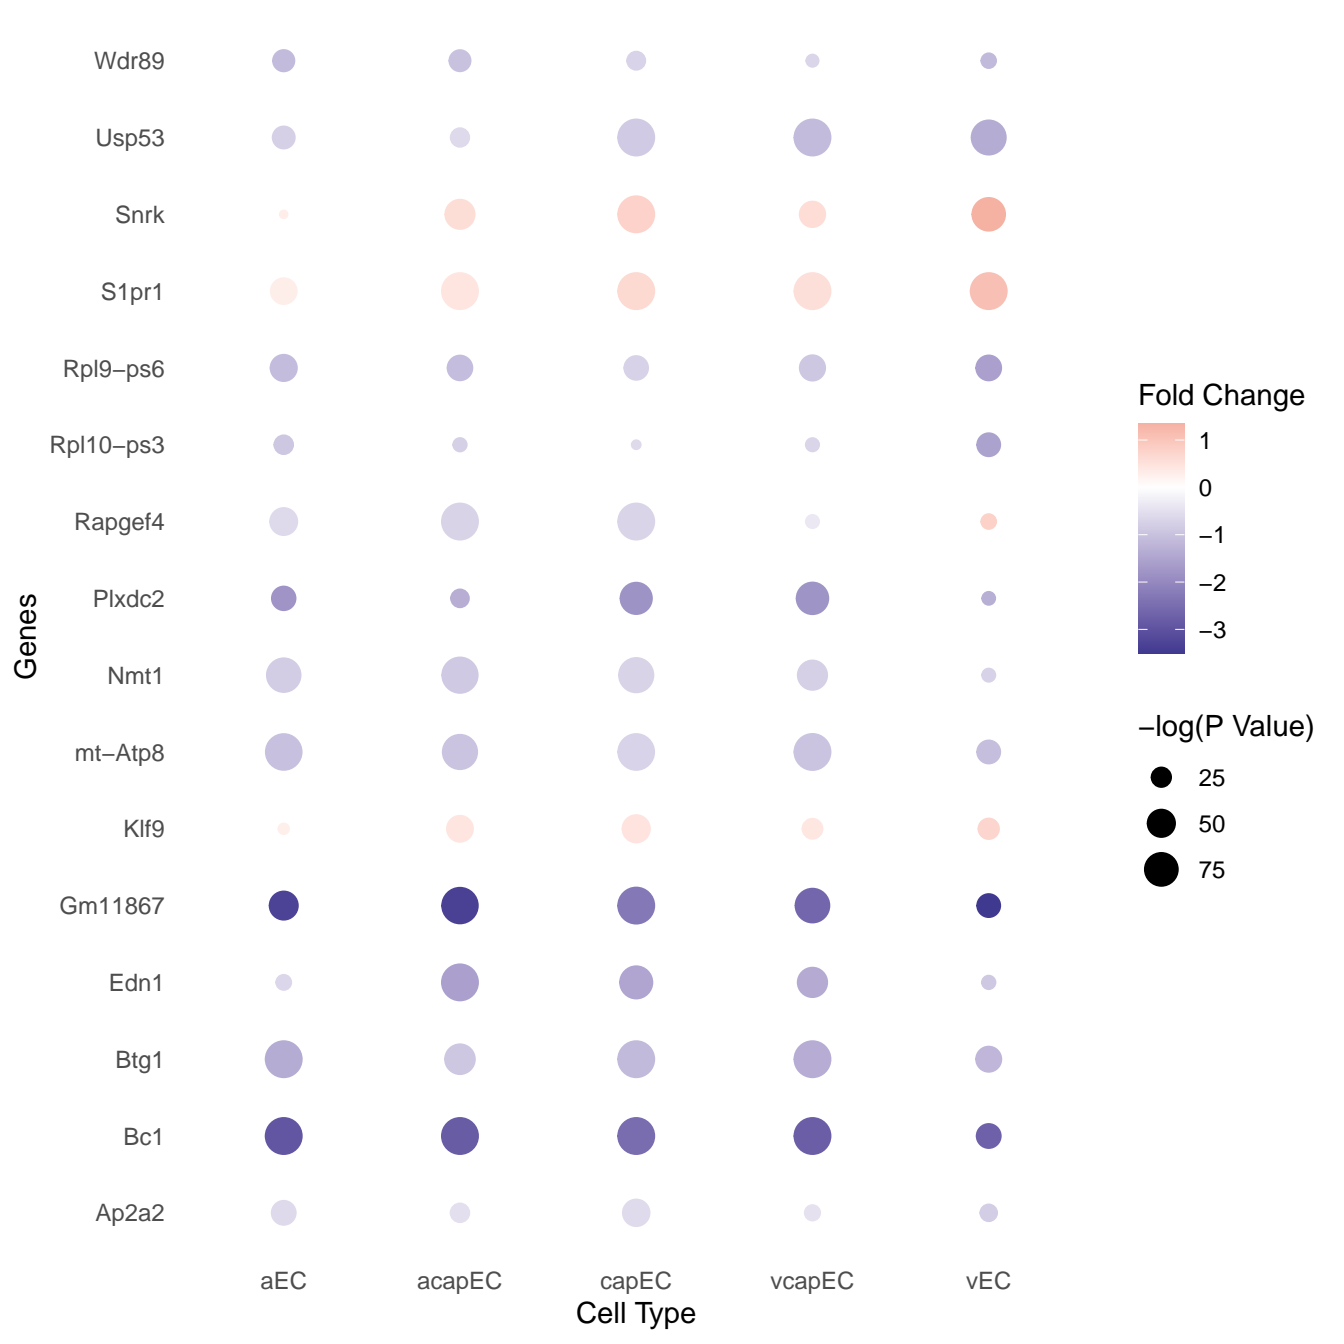 Wdr89
Usp53
Snrk
S1pr1
Rpl9−ps6
Rpl10−ps3
Rapgef4
Plxdc2
Nmt1
mt−Atp8
Klf9
Gm11867
Edn1
Btg1
Bc1
Ap2a2
Genes
aEC acapEC capEC vcapEC vEC
Cell Type
Fold Change
1
0
−1
−2
−3
−log(P Value)
25
50
75